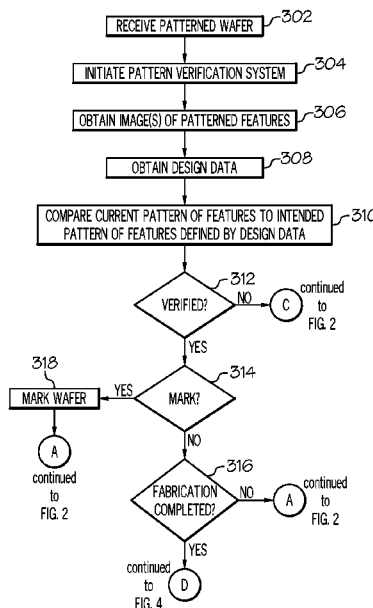 RECEIVE PATTERNED WAFER
302
INITIATE PATTERN VERIFICATION SYSTEM
304
OBTAIN IMAGE(S) OF PATTERNED FEATURES
306
OBTAIN DESIGN DATA
308
COMPARE CURRENT PATTERN OF FEATURES TO INTENDED
PATTERN OF FEATURES DEFINED BY DESIGN DATA
310
312
VERIFIED?
NO
C
continued
to
FIG. 2
YES
314
MARK?
YES
318
MARK WAFER
A
continued
to
FIG. 2
NO
316
FABRICATION
COMPLETED?
NO
A
continued
to
FIG. 2
YES
continued
to
FIG. 4
D